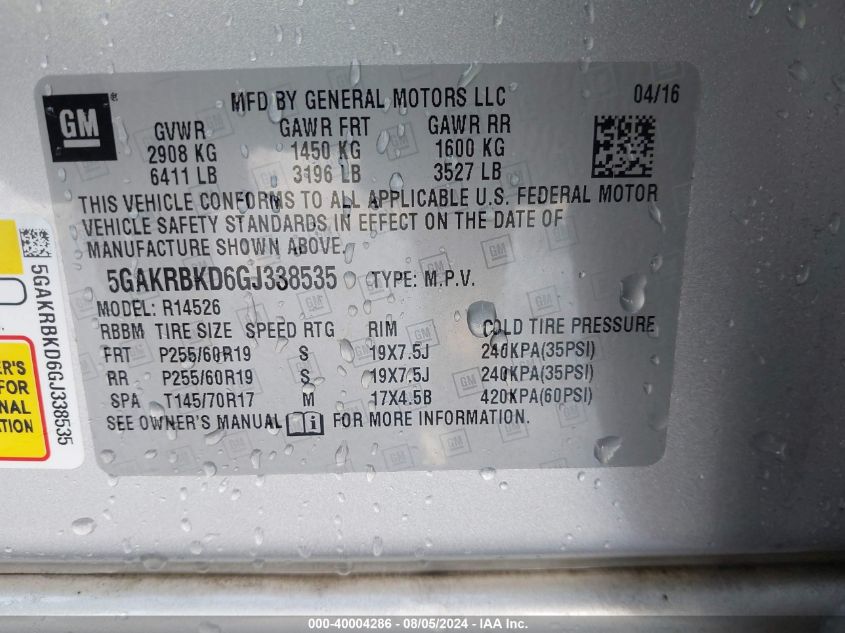 GM
®
MFD BY GENERAL MOTORS LLC
04/16
GVWR GAWR FRT GAWR RR
2908 KG 1450 KG 1600 KG
6411 LB 3196 LB 3527 LB
THIS VEHICLE CONFORMS TO ALL APPLICABLE U.S. FEDERAL MOTOR
VEHICLE SAFETY STANDARDS IN EFFECT ON THE DATE OF
MANUFACTURE SHOWN ABOVE.
5GAKRBKD6GJ338535 TYPE: M.P.V.
MODEL: R14526
RBBM TIRE SIZE SPEED RTG RIM COLD TIRE PRESSURE
FRT P255/60R19 S 19X7.5J 240KPA(35PSI)
RR P255/60R19 S 19X7.5J 240KPA(35PSI)
SPA T145/70R17 M 17X4.5B 420KPA(60PSI)
SEE OWNER'S MANUAL i FOR MORE INFORMATION.
5GAKRBKD6GJ338535
ER'S
FOR
NAL
TION
000-40004286 - 08/05/2024 - IAA Inc.